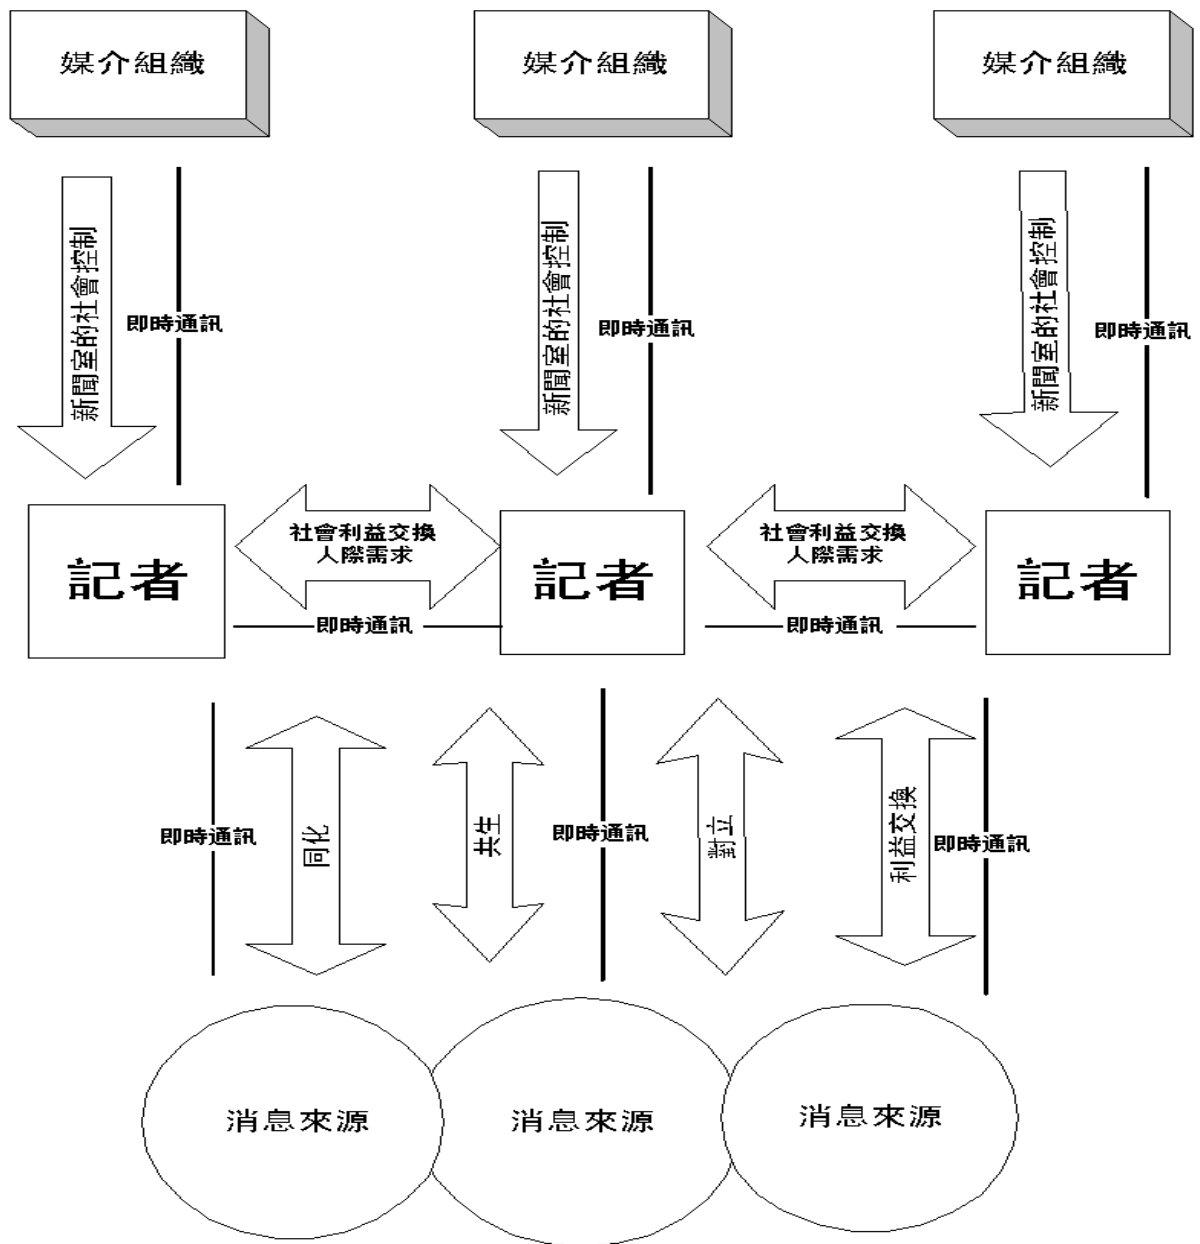 媒介組織
媒介組織
媒介組織
新聞室的社會控制
即時通訊
新聞室的社會控制
即時通訊
新聞室的社會控制
即時通訊
記者
社會利益交換
人際需求
即時通訊
記者
社會利益交換
人際需求
即時通訊
記者
即時通訊
同化
共生
即時通訊
對立
利益交換
即時通訊
消息來源
消息來源
消息來源